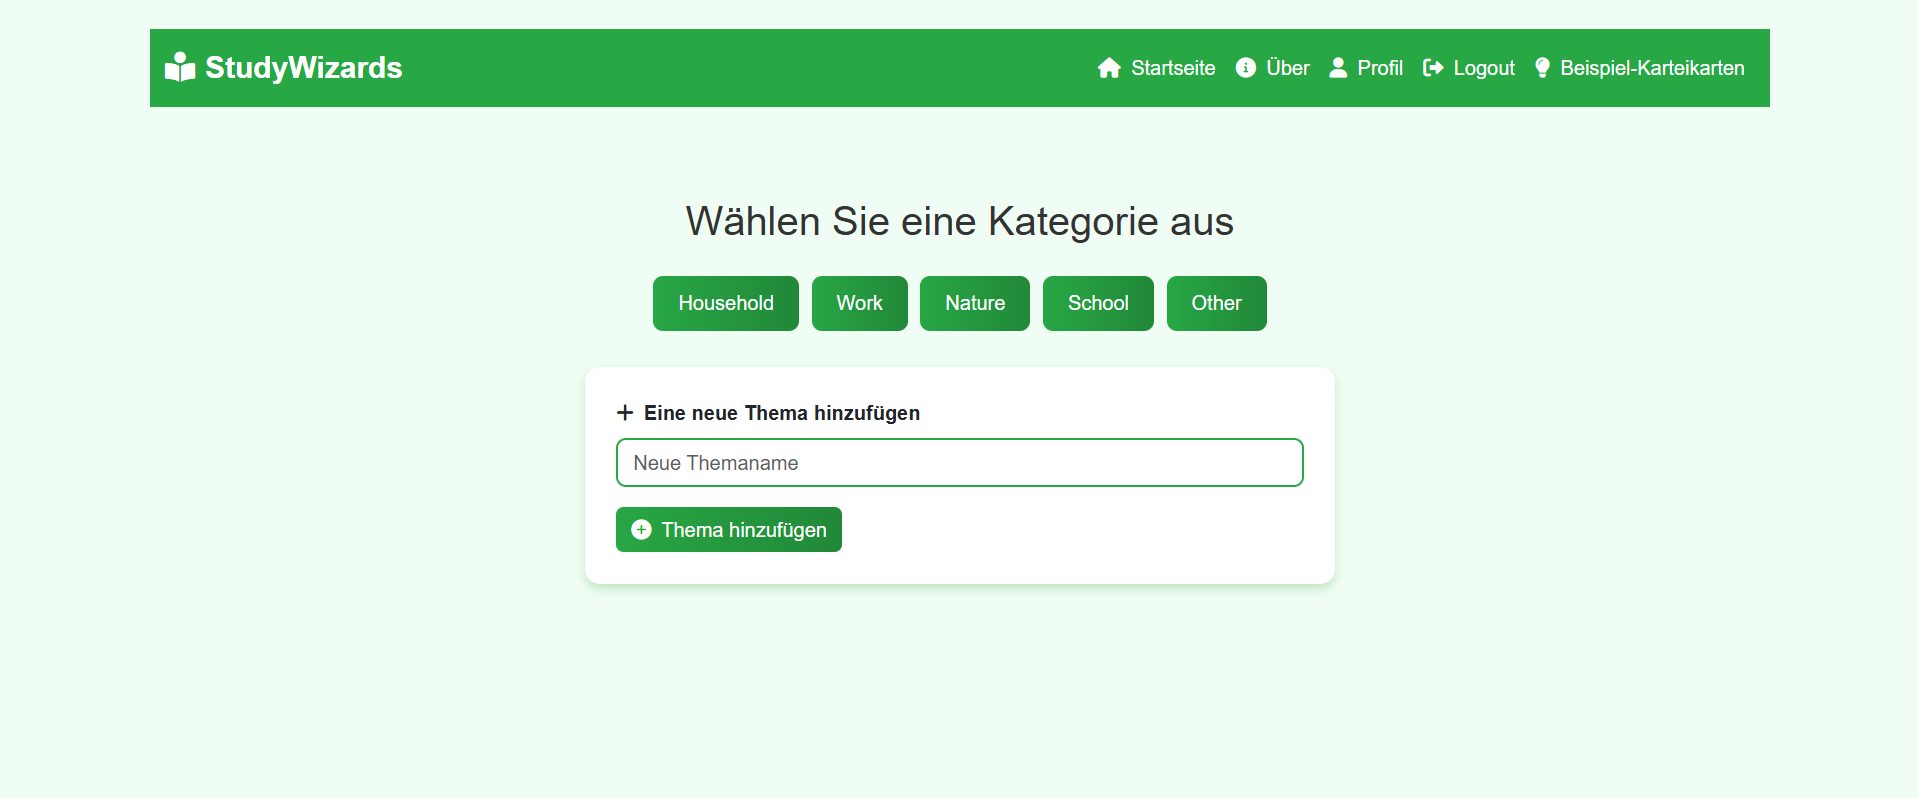 StudyWizards
Startseite Über Profil Logout Beispiel-Karteikarten
Wählen Sie eine Kategorie aus
Household Work Nature School Other
Eine neue Thema hinzufügen
Neue Themaname
Thema hinzufügen